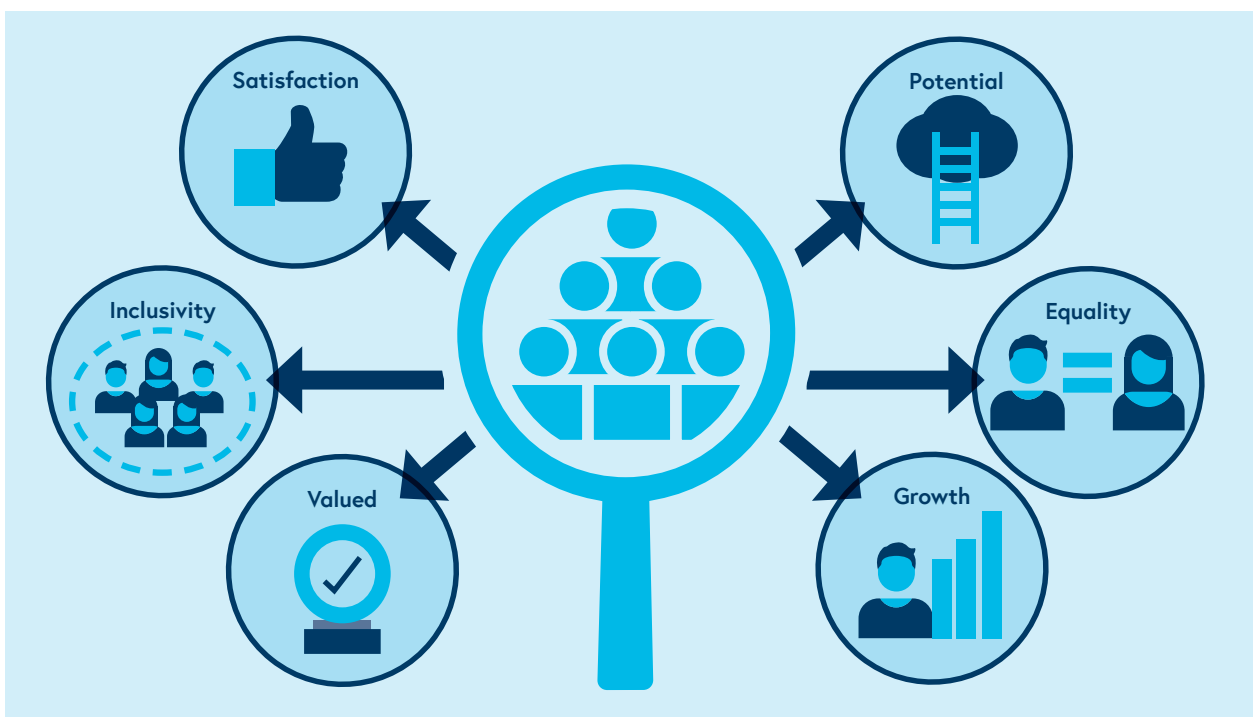 Satisfaction
Potential
Inclusivity
Equality
Valued
Growth